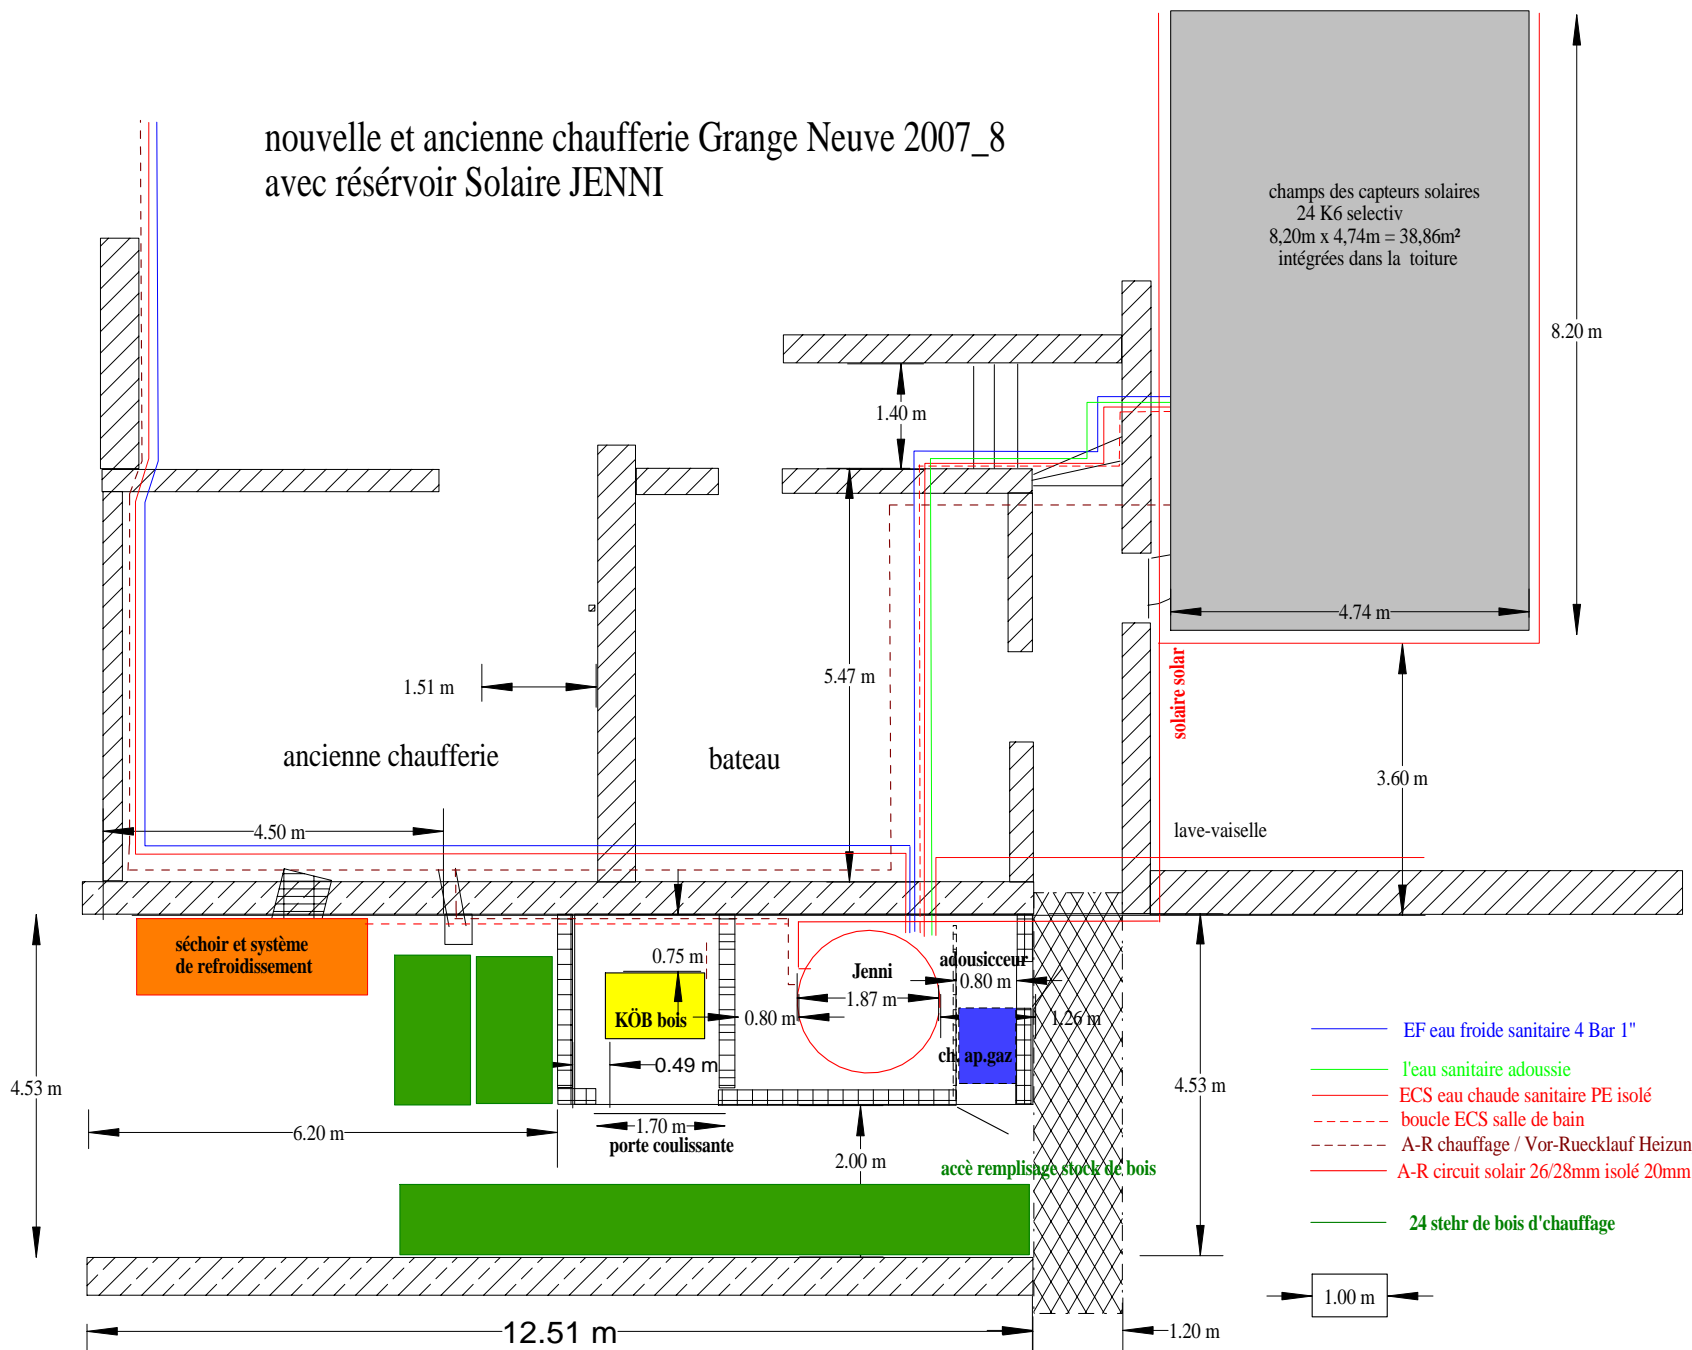 nouvelle et ancienne chaufferie Grange Neuve 2007_8
avec résérvoir Solaire JENNI
champs des capteurs solaires
24 K6 selectiv
8,20m x 4,74m = 38,86m²
intégrées dans la toiture
8.20 m
1.40 m
4.74 m
5.47 m
1.51 m
solaire solar
ancienne chaufferie
bateau
3.60 m
4.50 m
lave-vaiselle
séchoir et système
de refroidissement
0.75 m
Jenni
adousicceur
0.80 m
1.87 m
KÖB bois
0.80 m
1.26 m
ch. ap.gaz
0.49 m
4.53 m
4.53 m
6.20 m
1.70 m
porte coulissante
2.00 m
accè remplisage stock de bois
EF eau froide sanitaire 4 Bar 1"
l'eau sanitaire adoussie
ECS eau chaude sanitaire PE isolé
boucle ECS salle de bain
A-R chauffage / Vor-Ruecklauf Heizun
A-R circuit solair 26/28mm isolé 20mm
24 stehr de bois d'chauffage
1.00 m
12.51 m
1.20 m